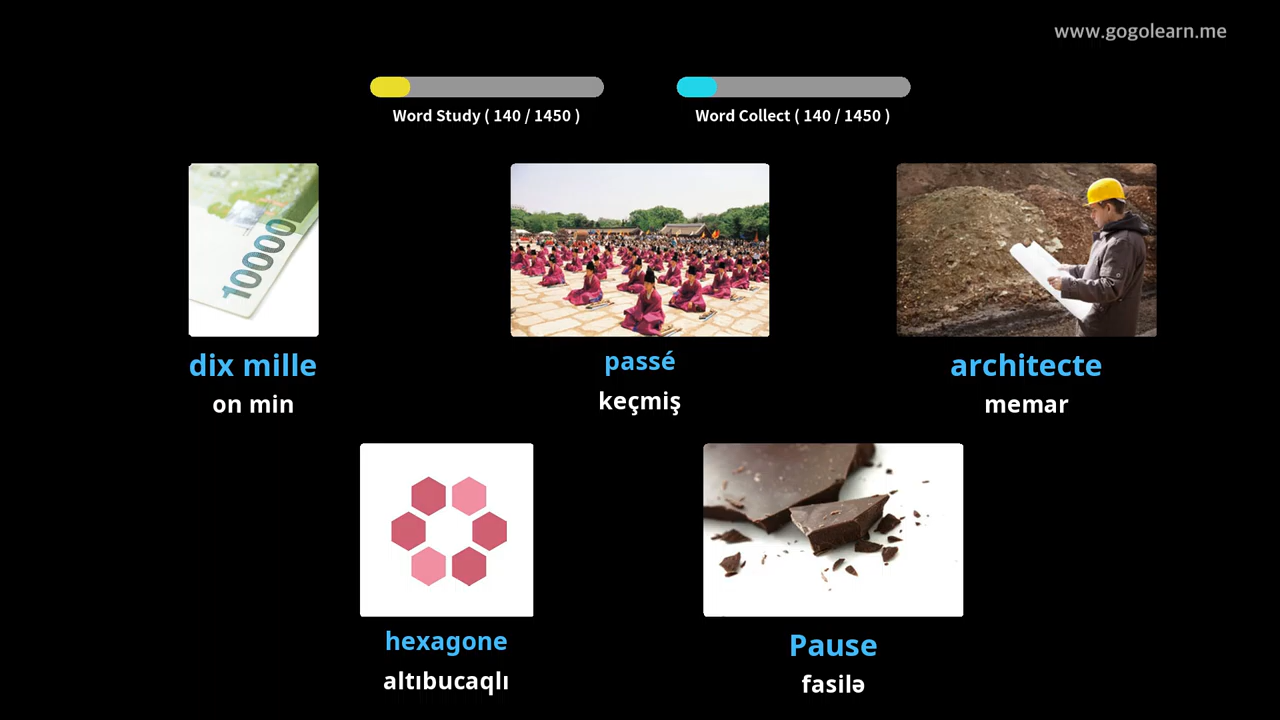 www.gogolearn.me
Word Study ( 140 / 1450 )
Word Collect ( 140 / 1450 )
10000
dix mille
on min
passé
keçmiş
architecte
memar
hexagone
altıbucaqlı
Pause
fasilə